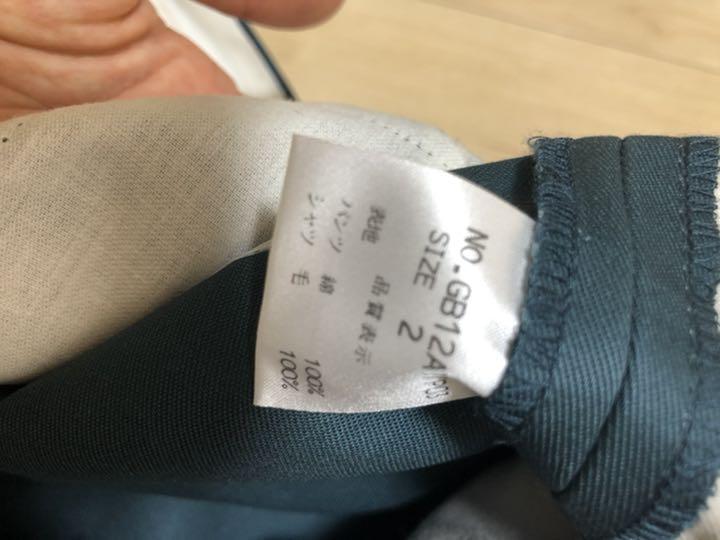 NO.GB12A
SIZE 2
表地 品質表示
パンツ 綿 100%
シャツ 毛 100%